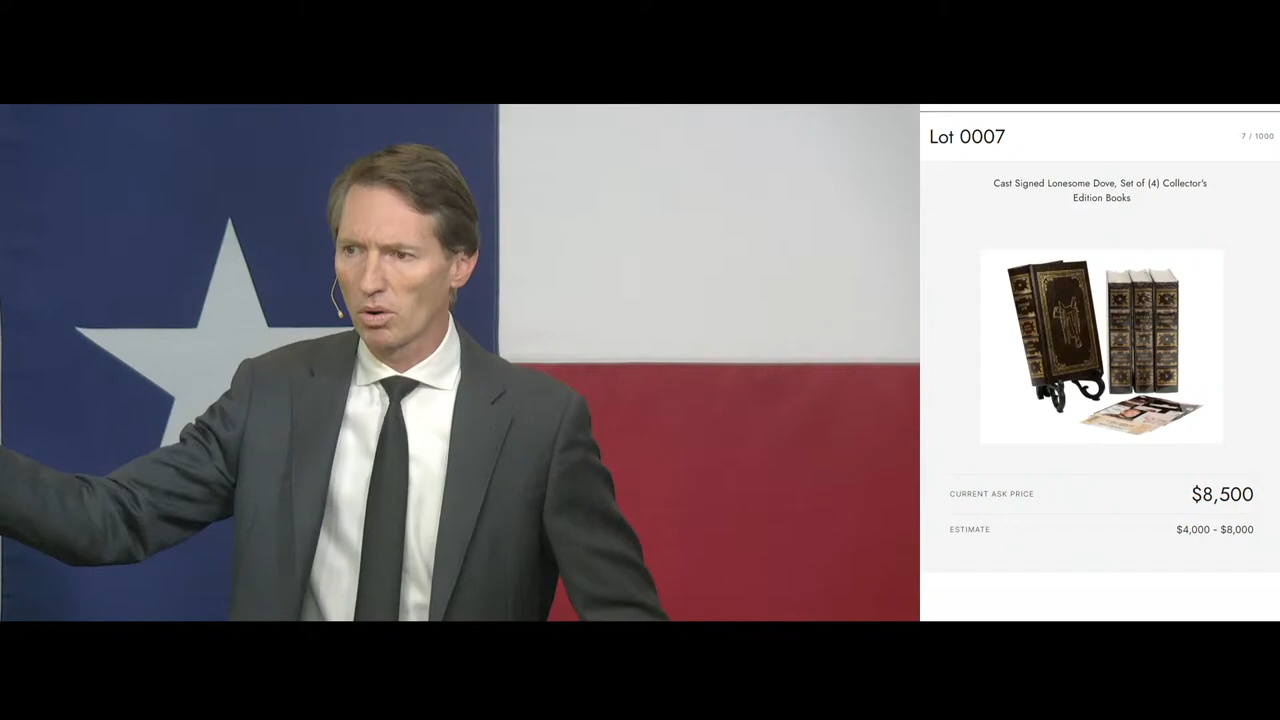 Lot 0007
7 / 1000
Cast Signed Lonesome Dove, Set of (4) Collector's
Edition Books
CURRENT ASK PRICE
$8,500
ESTIMATE
$4,000 - $8,000